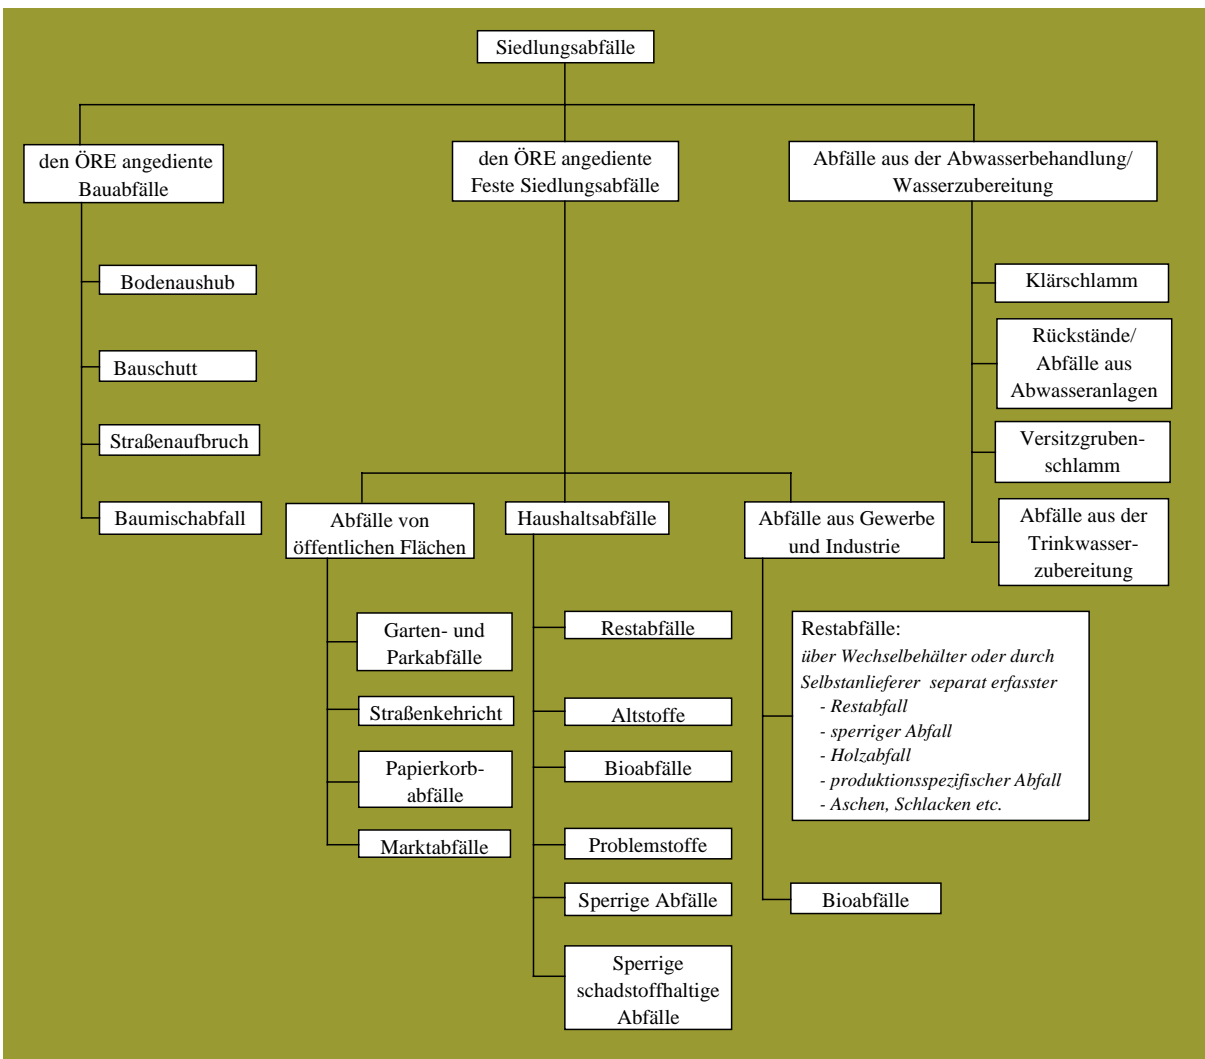 Siedlungsabfälle
den ÖRE angediente
Bauabfälle
den ÖRE angediente
Feste Siedlungsabfälle
Abfälle aus der Abwasserbehandlung/
Wasserzubereitung
Bodenaushub
Bauschutt
Straßenaufbruch
Baumischabfall
Klärschlamm
Rückstände/
Abfälle aus
Abwasseranlagen
Versitzgruben-
schlamm
Abfälle aus der
Trinkwasser-
zubereitung
Abfälle von
öffentlichen Flächen
Garten- und
Parkabfälle
Straßenkehricht
Papierkorb-
abfälle
Marktabfälle
Haushaltsabfälle
Restabfälle
Altstoffe
Bioabfälle
Problemstoffe
Sperrige Abfälle
Sperrige
schadstoffhaltige
Abfälle
Abfälle aus Gewerbe
und Industrie
Restabfälle:
über Wechselbehälter oder durch
Selbstanlieferer separat erfasster
- Restabfall
- sperriger Abfall
- Holzabfall
- produktionsspezifischer Abfall
- Aschen, Schlacken etc.
Bioabfälle